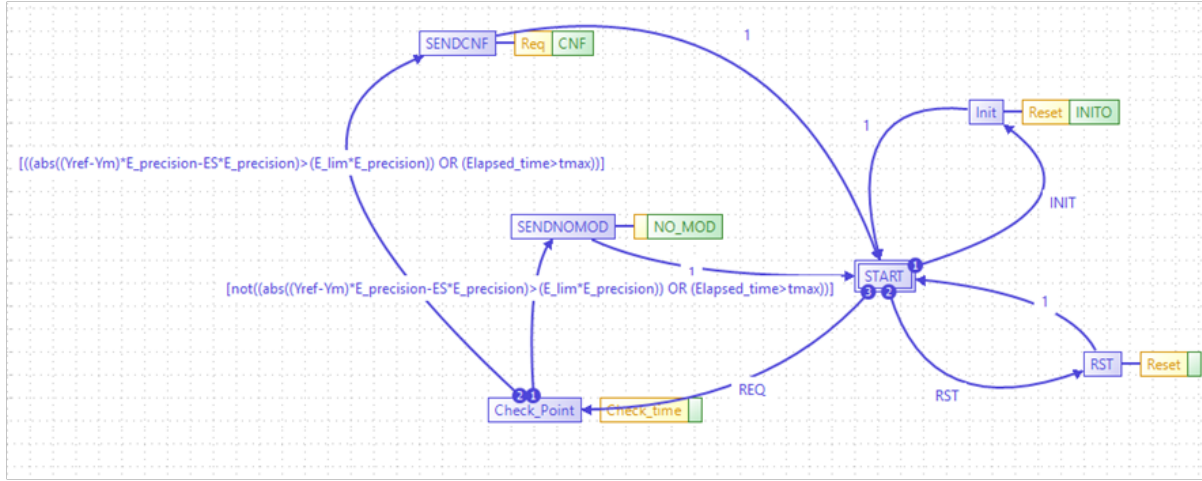 1
SENDCNF Req CNF
Init Reset INITO
1
[((abs((Yref-Ym)*E_precision-ES*E_precision)>(E_lim*E_precision)) OR (Elapsed_time>tmax))]
INIT
SENDNOMOD NO_MOD
1
START 1
[not((abs((Yref-Ym)*E_precision-ES*E_precision)>(E_lim*E_precision)) OR (Elapsed_time>tmax))]
3 2
1
RST Reset
REQ
RST
2 1
Check_Point Check_time